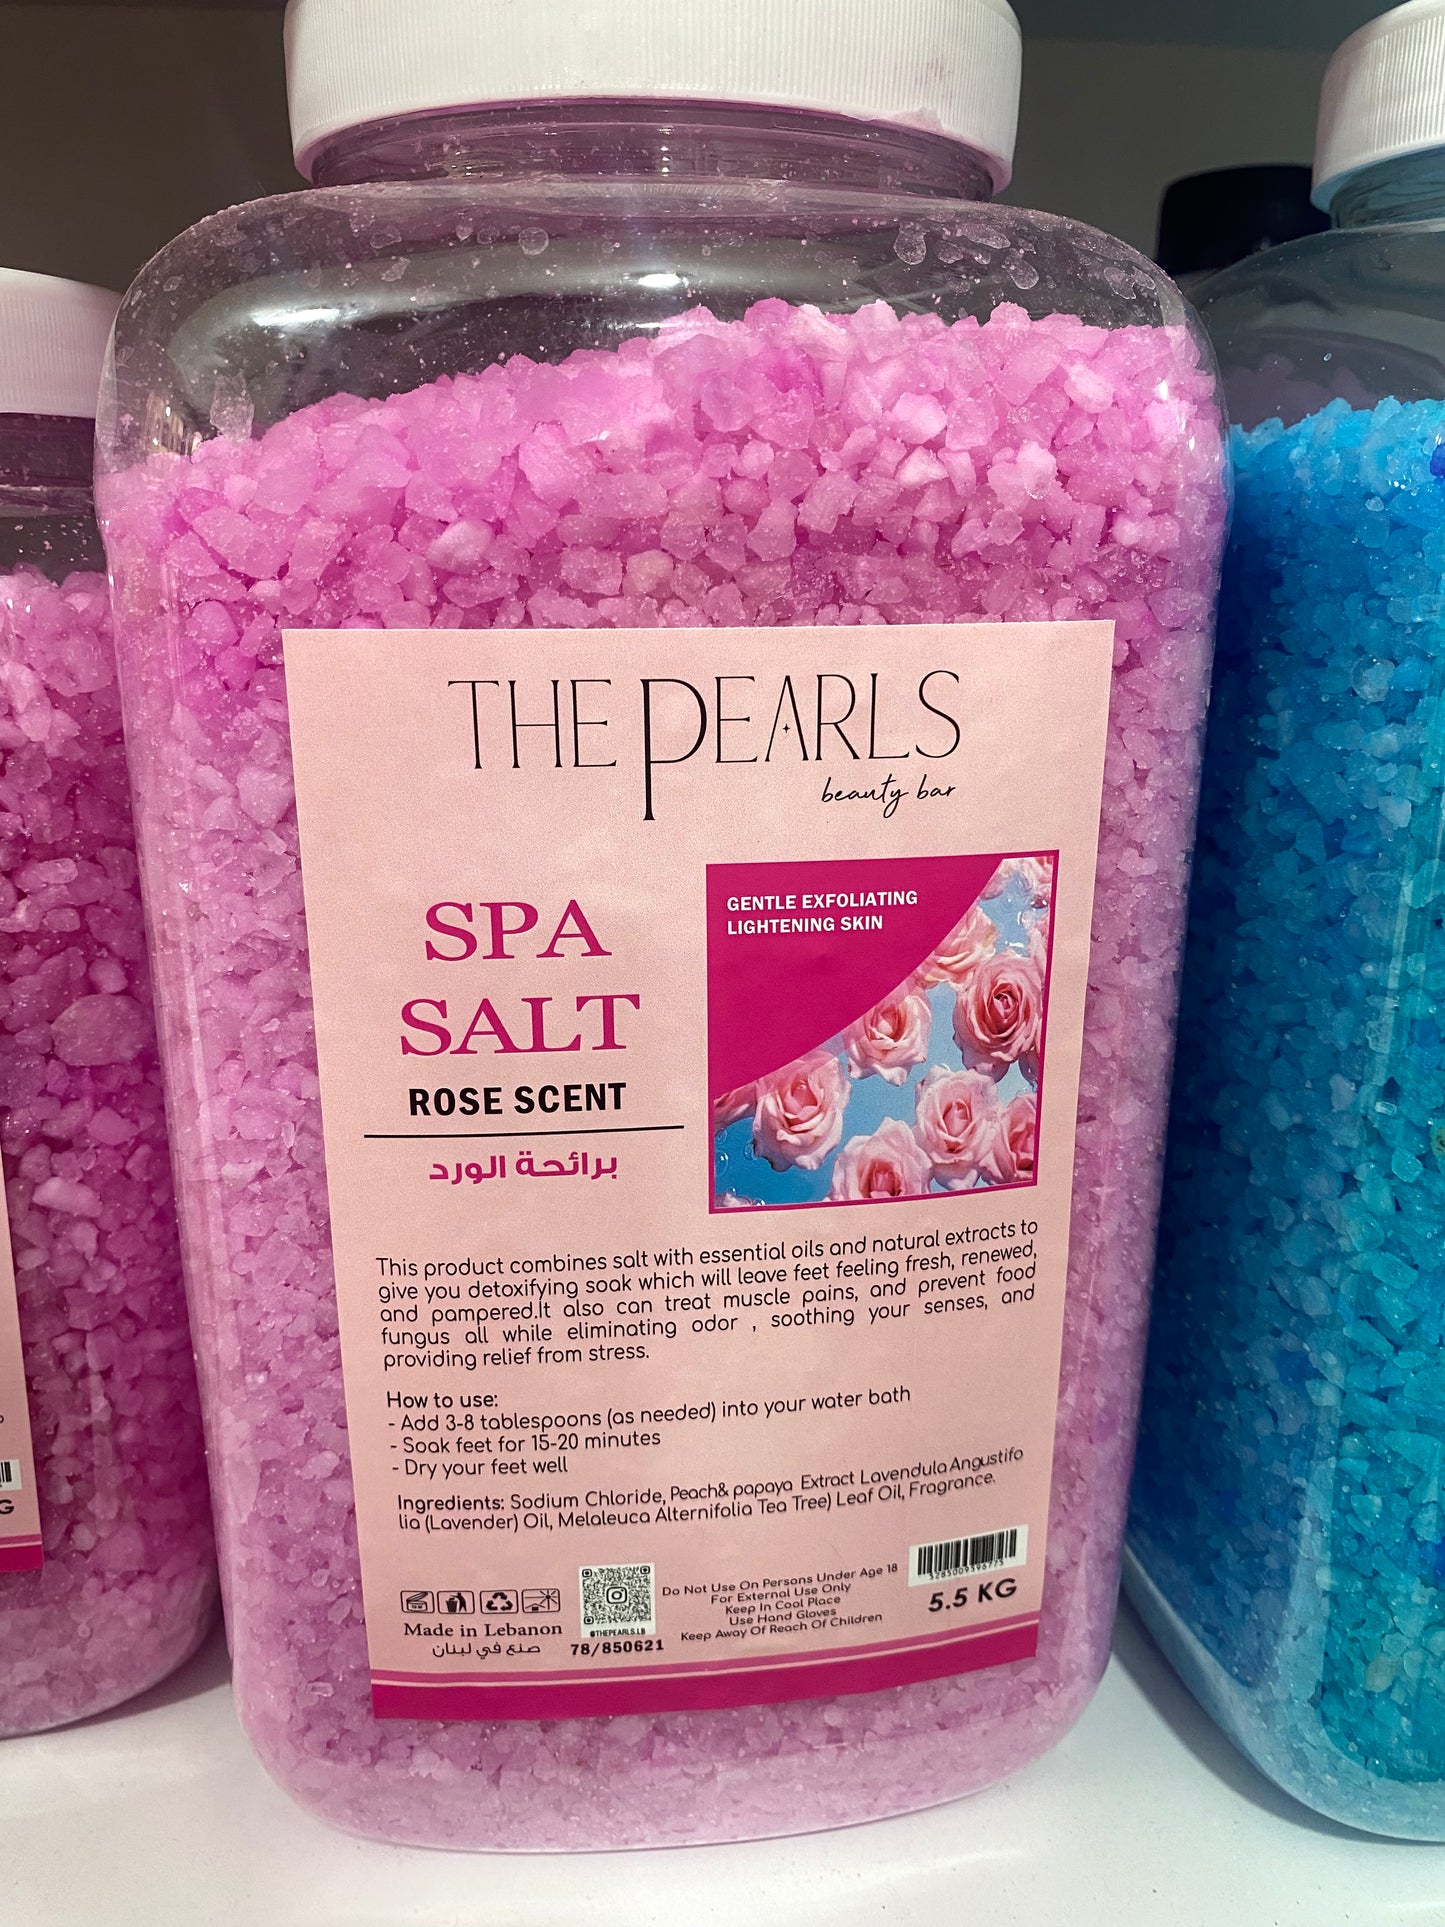 THE PEARLS
beauty bar
GENTLE EXFOLIATING
LIGHTENING SKIN
SPA
SALT
ROSE SCENT
برائحة الورد
This product combines salt with essential oils and natural extracts to
give you detoxifying soak which will leave feet feeling fresh, renewed,
and pampered.It also can treat muscle pains, and prevent food
fungus all while eliminating odor , soothing your senses, and
providing relief from stress.
How to use:
- Add 3-8 tablespoons (as needed) into your water bath
- Soak feet for 15-20 minutes
- Dry your feet well
Ingredients: Sodium Chloride, Peach& papaya Extract Lavendula Angustifo
lia (Lavender) Oil, Melaleuca Alternifolia Tea Tree) Leaf Oil, Fragrance.
Made in Lebanon
صنع في لبنان
@THEPEARLS.LB
78/850621
Do Not Use On Persons Under Age 18
For External Use Only
Keep In Cool Place
Use Hand Gloves
Keep Away Of Reach Of Children
5.5 KG
G